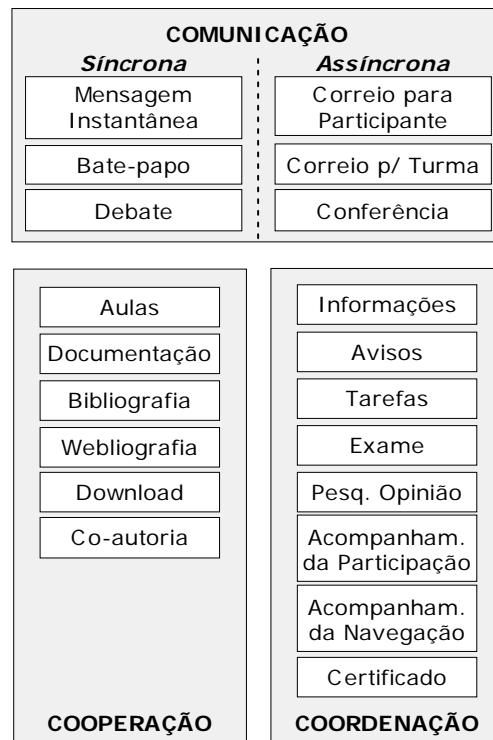 COMUNICAÇÃO
Síncrona
Mensagem
Instantânea
Bate-papo
Debate
Assíncrona
Correio para
Participante
Correio p/ Turma
Conferência
Aulas
Documentação
Bibliografia
Webliografia
Download
Co-autoria
COOPERAÇÃO
Informações
Avisos
Tarefas
Exame
Pesq. Opinião
Acompanham.
da Participação
Acompanham.
da Navegação
Certificado
COORDENAÇÃO